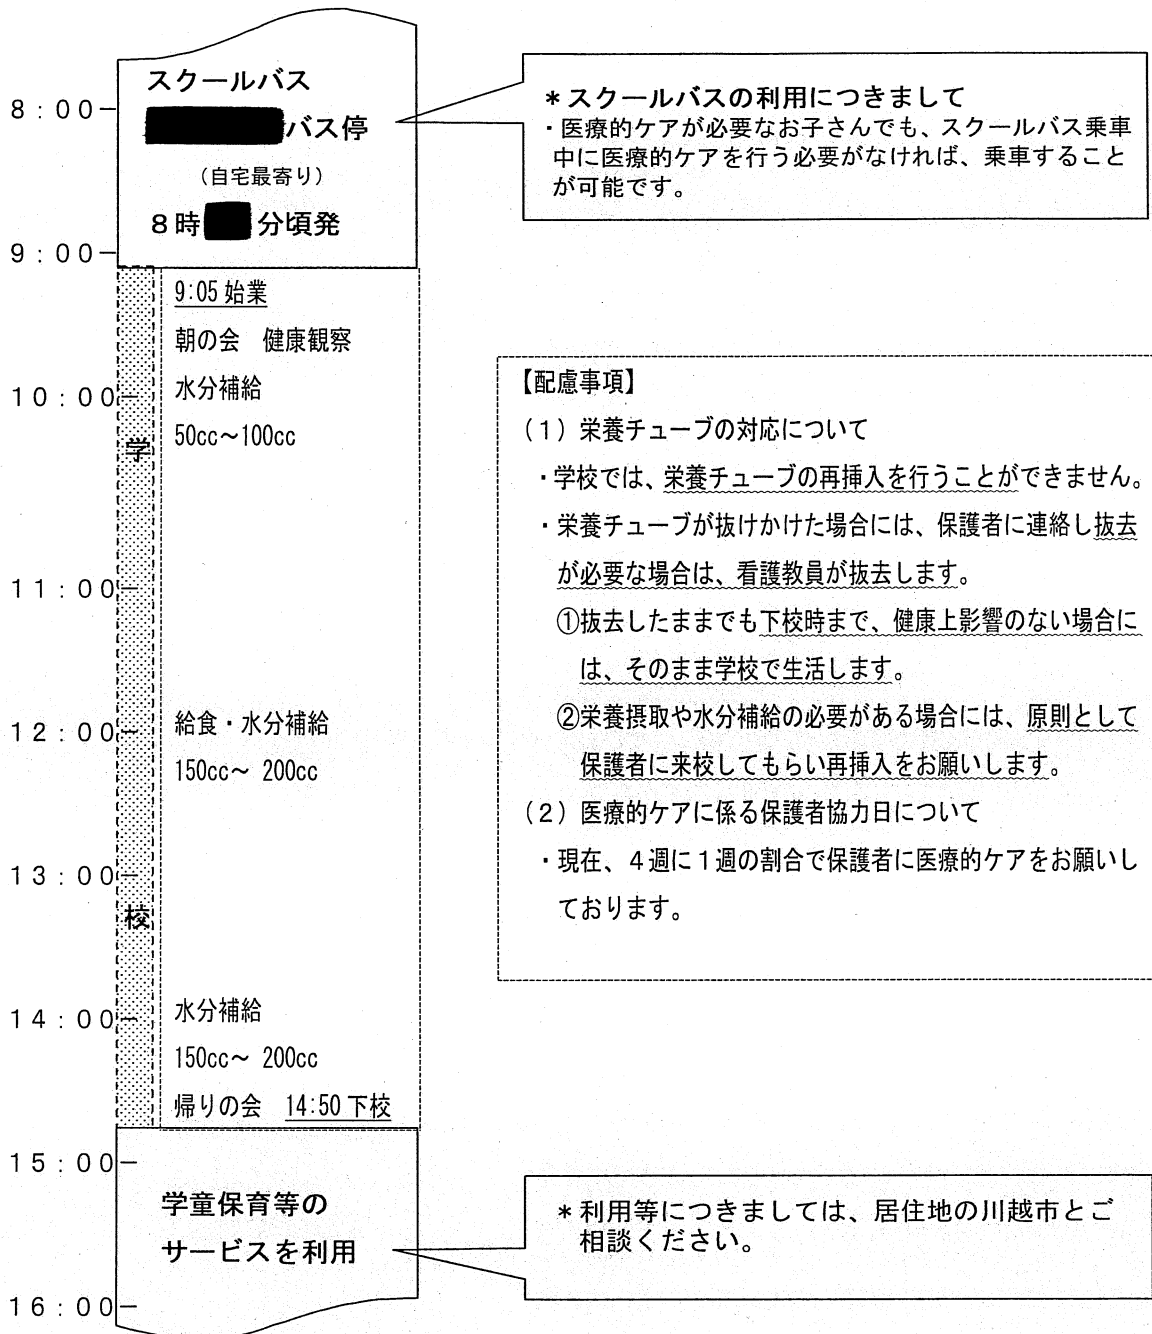 8:00
スクールバス
バス停
(自宅最寄り)
8時 分頃発
*スクールバスの利用につきまして
・医療的ケアが必要なお子さんでも、スクールバス乗車
中に医療的ケアを行う必要がなければ、乗車すること
が可能です。
9:00
9:05 始業
朝の会 健康観察
10:00
水分補給
50cc~100cc
学
11:00
12:00
給食・水分補給
150cc~ 200cc
13:00
校
14:00
水分補給
150cc~ 200cc
帰りの会 14:50 下校
【配慮事項】
(1)栄養チューブの対応について
・学校では、栄養チューブの再挿入を行うことができません。
・栄養チューブが抜けかけた場合には、保護者に連絡し抜去
が必要な場合は、看護教員が抜去します。
①抜去したままでも下校時まで、健康上影響のない場合に
は、そのまま学校で生活します。
②栄養摂取や水分補給の必要がある場合には、原則として
保護者に来校してもらい再挿入をお願いします。
(2)医療的ケアに係る保護者協力日について
・現在、4週に1週の割合で保護者に医療的ケアをお願いし
ております。
15:00
学童保育等の
サービスを利用
16:00
*利用等につきましては、居住地の川越市とご
相談ください。